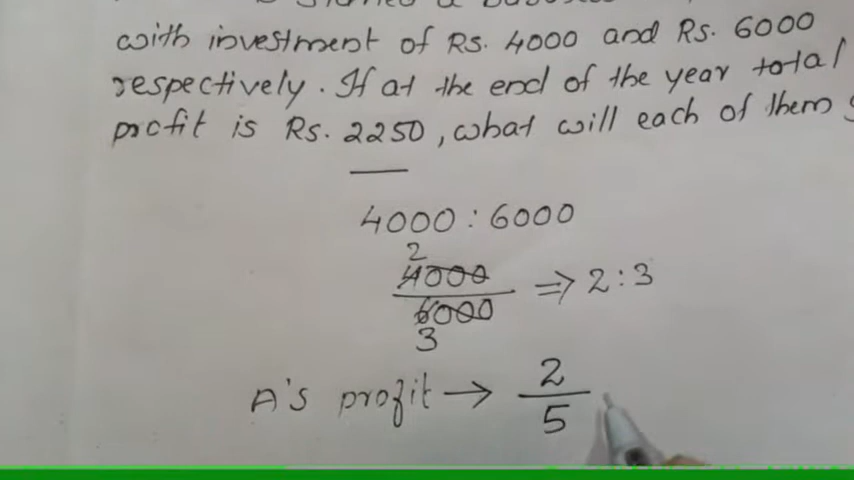 with investment of Rs. 4000 and Rs. 6000
respectively. If at the end of the year total
profit is Rs. 2250, what will each of them
4000 : 6000
2
4000
6000
3
⇒ 2 : 3
A's profit → 2/5